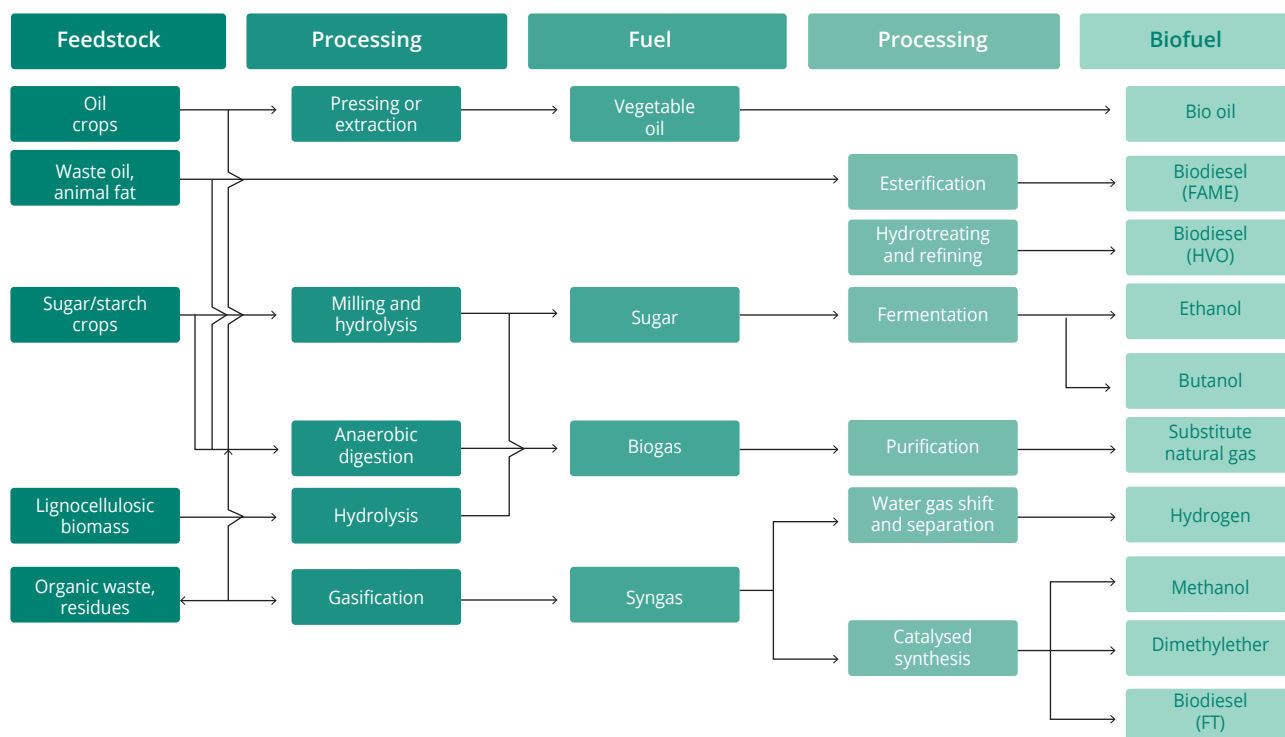 Feedstock
Processing
Fuel
Processing
Biofuel
Oil
crops
Pressing or
extraction
Vegetable
oil
Bio oil
Waste oil,
animal fat
Esterification
Biodiesel
(FAME)
Hydrotreating
and refining
Biodiesel
(HVO)
Sugar/starch
crops
Milling and
hydrolysis
Sugar
Fermentation
Ethanol
Butanol
Anaerobic
digestion
Biogas
Purification
Substitute
natural gas
Lignocellulosic
biomass
Hydrolysis
Water gas shift
and separation
Hydrogen
Organic waste,
residues
Gasification
Syngas
Methanol
Catalysed
synthesis
Dimethylether
Biodiesel
(FT)